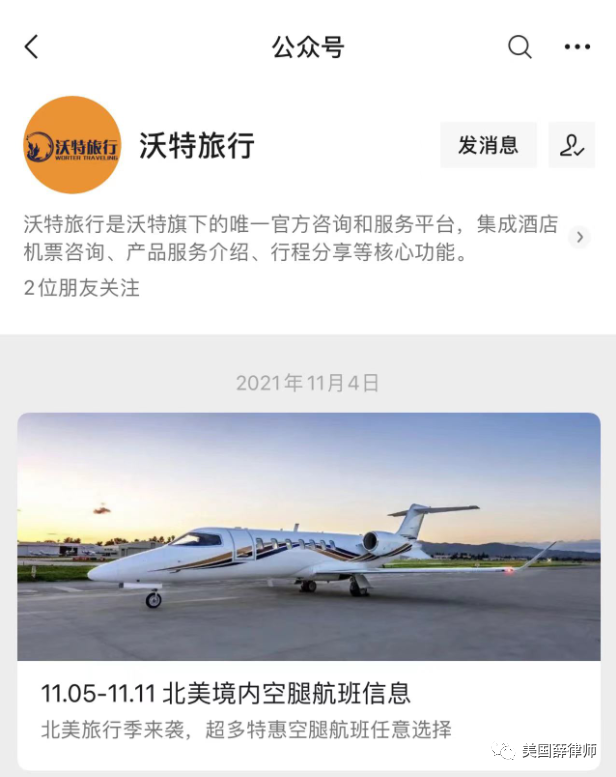 公众号
沃特旅行
WORTER THAVELING
沃特旅行
发消息
沃特旅行是沃特旗下的唯一官方咨询和服务平台，集成酒店
机票咨询、产品服务介绍、行程分享等核心功能。
2位朋友关注
2021年11月4日
11.05-11.11 北美境内空腿航班信息
北美旅行季来袭，超多特惠空腿航班任意选择
美国薛律师